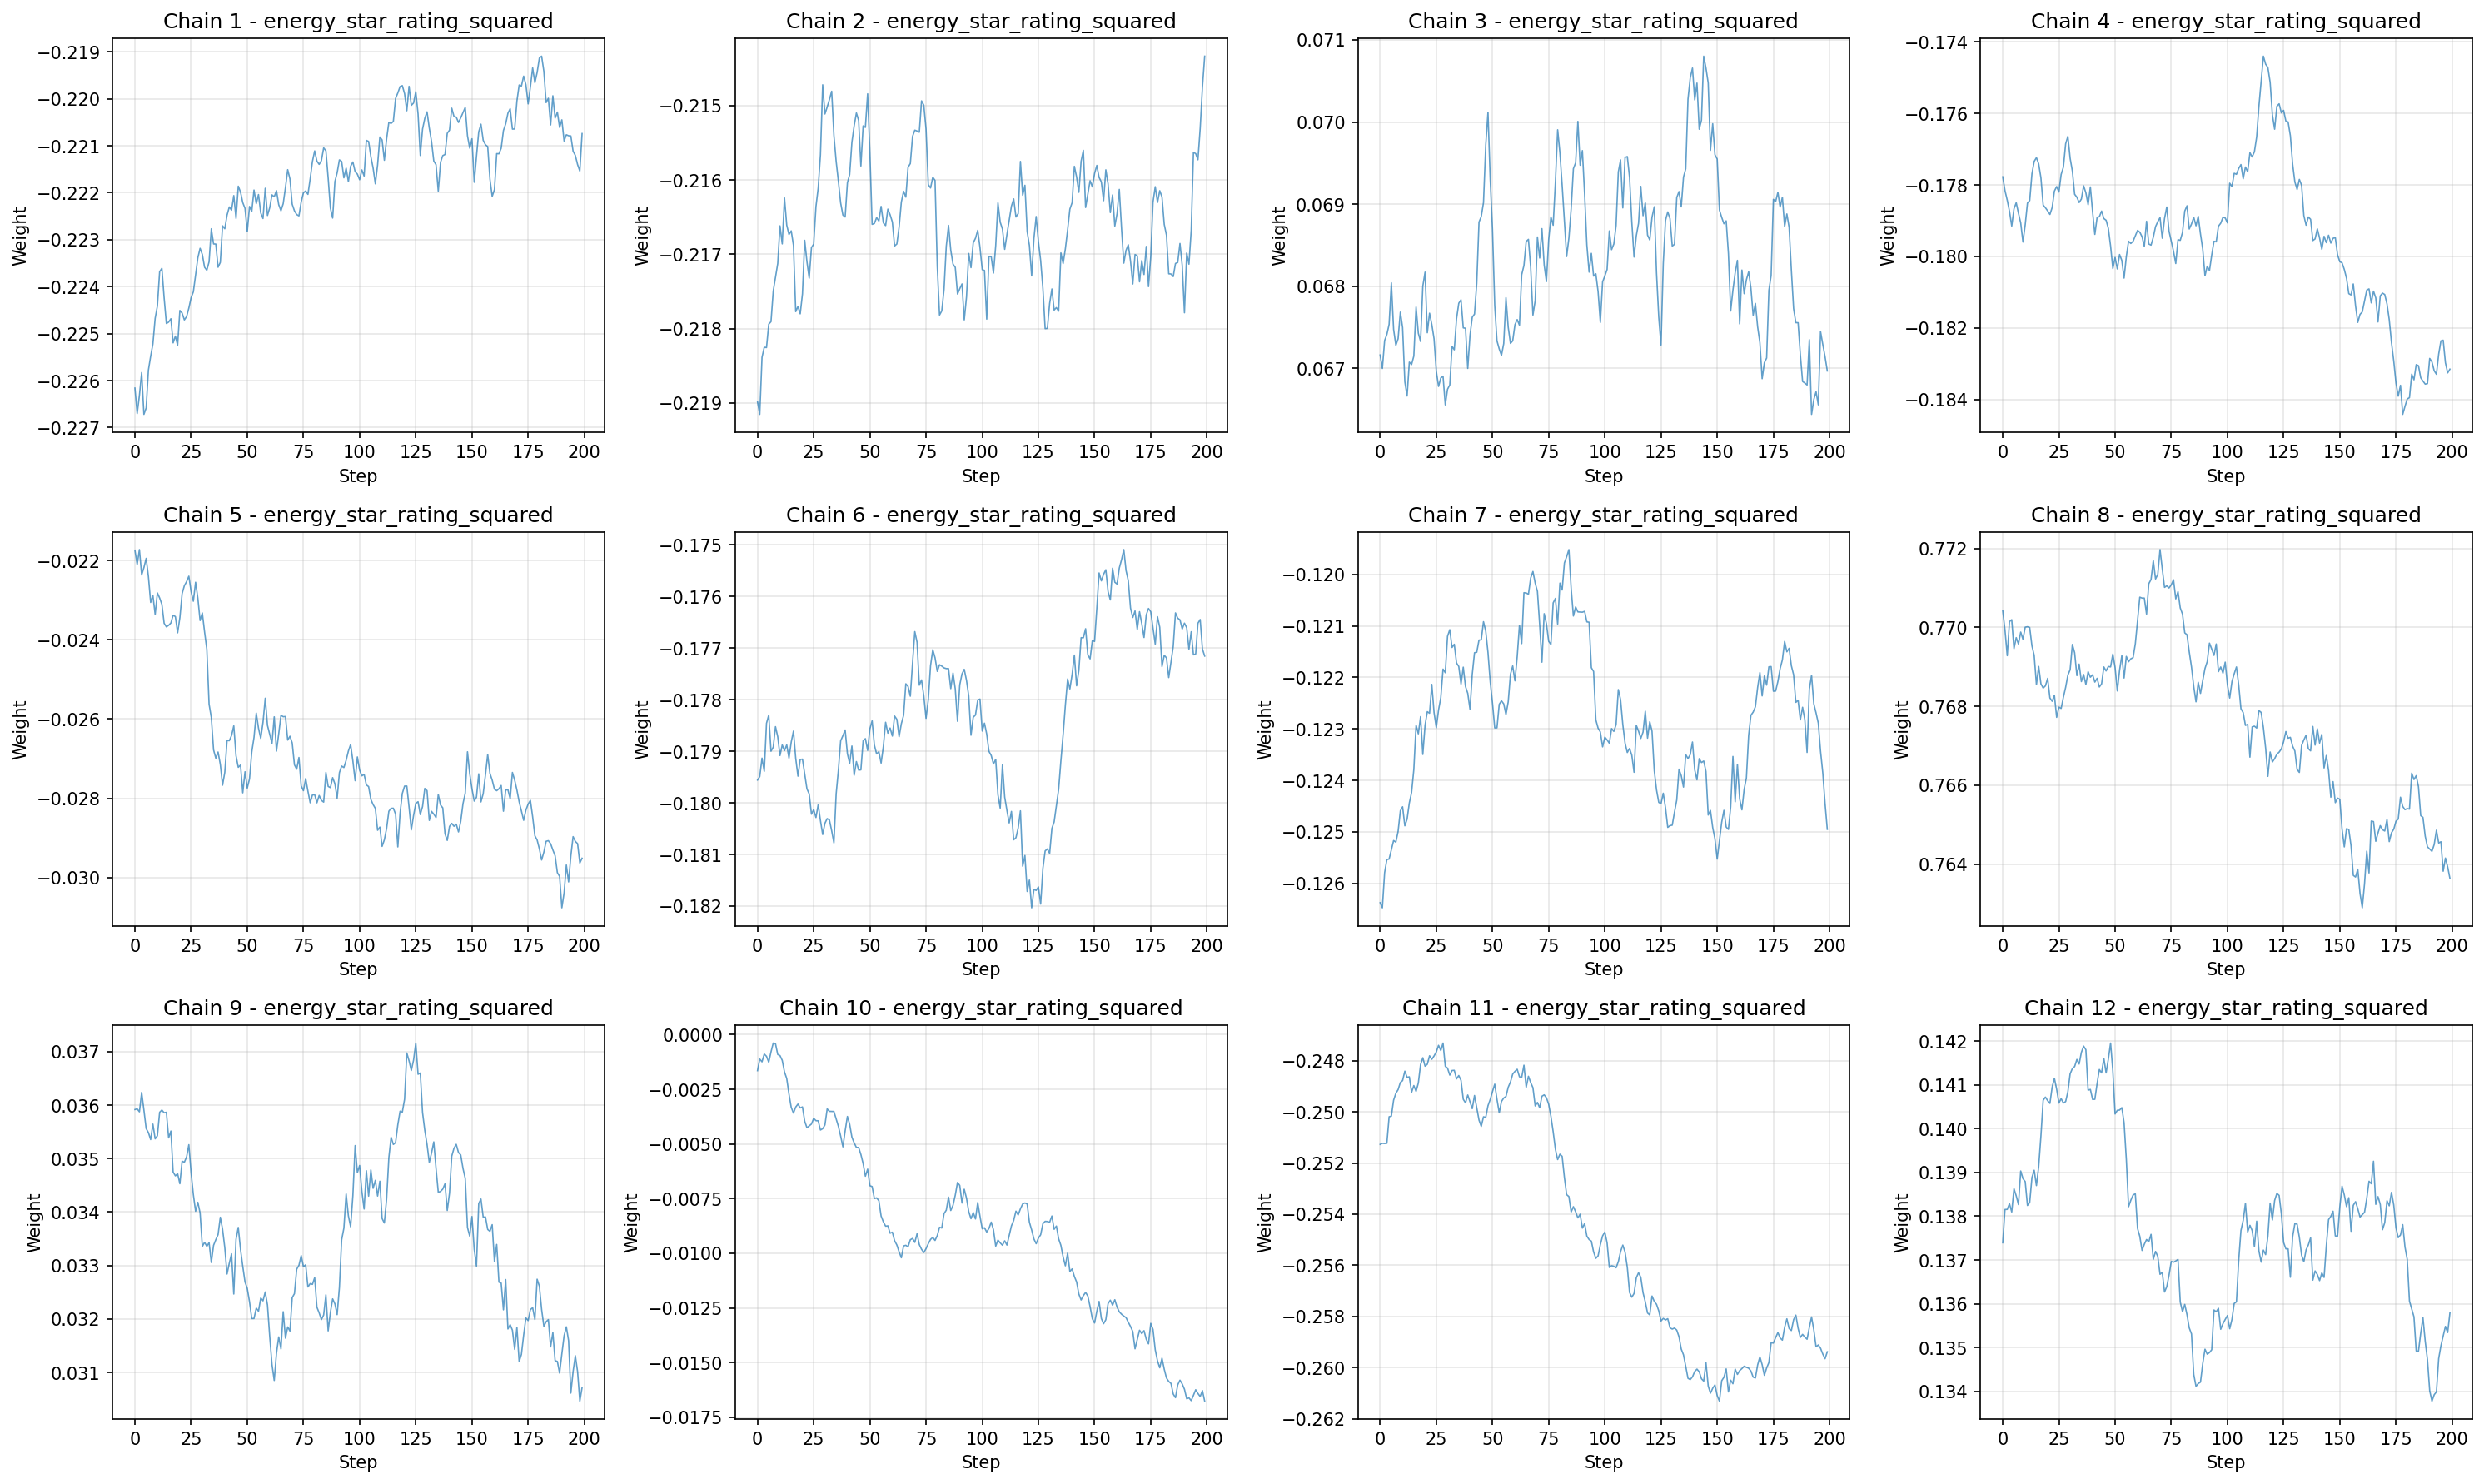 Chain 1 - energy_star_rating_squared
Weight
−0.219
−0.220
−0.221
−0.222
−0.223
−0.224
−0.225
−0.226
−0.227
0 25 50 75 100 125 150 175 200
Step
Chain 2 - energy_star_rating_squared
Weight
−0.215
−0.216
−0.217
−0.218
−0.219
0 25 50 75 100 125 150 175 200
Step
Chain 3 - energy_star_rating_squared
Weight
0.071
0.070
0.069
0.068
0.067
0 25 50 75 100 125 150 175 200
Step
Chain 4 - energy_star_rating_squared
Weight
−0.174
−0.176
−0.178
−0.180
−0.182
−0.184
0 25 50 75 100 125 150 175 200
Step
Chain 5 - energy_star_rating_squared
Weight
−0.022
−0.024
−0.026
−0.028
−0.030
0 25 50 75 100 125 150 175 200
Step
Chain 6 - energy_star_rating_squared
Weight
−0.175
−0.176
−0.177
−0.178
−0.179
−0.180
−0.181
−0.182
0 25 50 75 100 125 150 175 200
Step
Chain 7 - energy_star_rating_squared
Weight
−0.120
−0.121
−0.122
−0.123
−0.124
−0.125
−0.126
0 25 50 75 100 125 150 175 200
Step
Chain 8 - energy_star_rating_squared
Weight
0.772
0.770
0.768
0.766
0.764
0 25 50 75 100 125 150 175 200
Step
Chain 9 - energy_star_rating_squared
Weight
0.037
0.036
0.035
0.034
0.033
0.032
0.031
0 25 50 75 100 125 150 175 200
Step
Chain 10 - energy_star_rating_squared
Weight
0.0000
−0.0025
−0.0050
−0.0075
−0.0100
−0.0125
−0.0150
−0.0175
0 25 50 75 100 125 150 175 200
Step
Chain 11 - energy_star_rating_squared
Weight
−0.248
−0.250
−0.252
−0.254
−0.256
−0.258
−0.260
−0.262
0 25 50 75 100 125 150 175 200
Step
Chain 12 - energy_star_rating_squared
Weight
0.142
0.141
0.140
0.139
0.138
0.137
0.136
0.135
0.134
0 25 50 75 100 125 150 175 200
Step